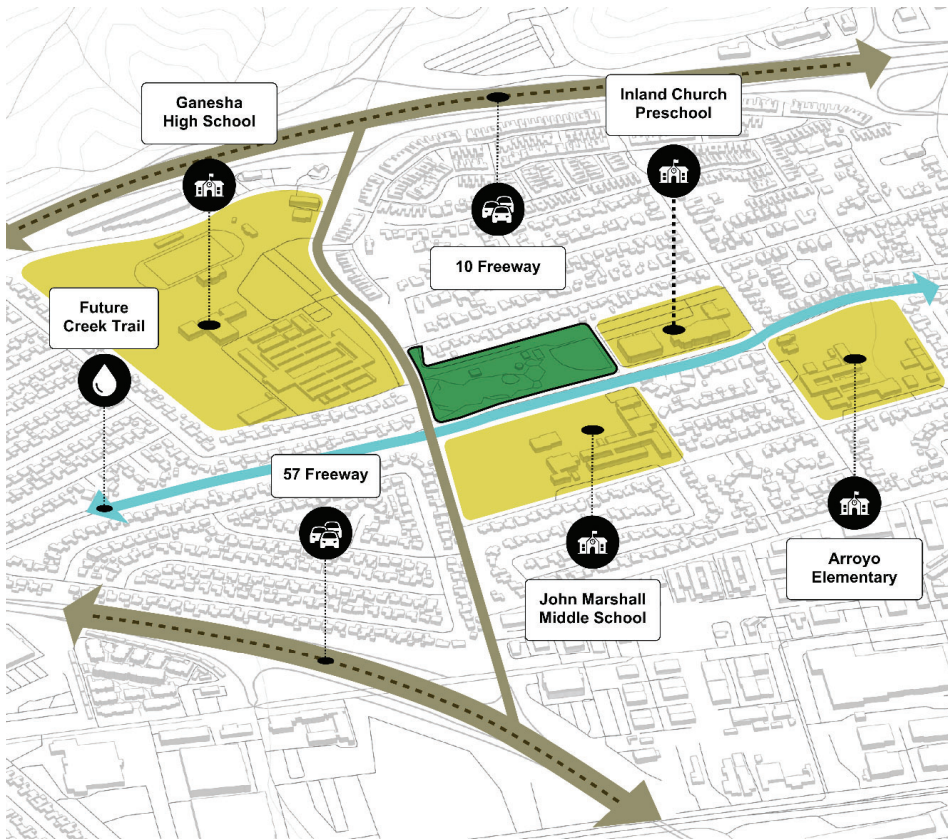 Ganesha
High School
Inland Church
Preschool
10 Freeway
Future
Creek Trail
57 Freeway
John Marshall
Middle School
Arroyo
Elementary